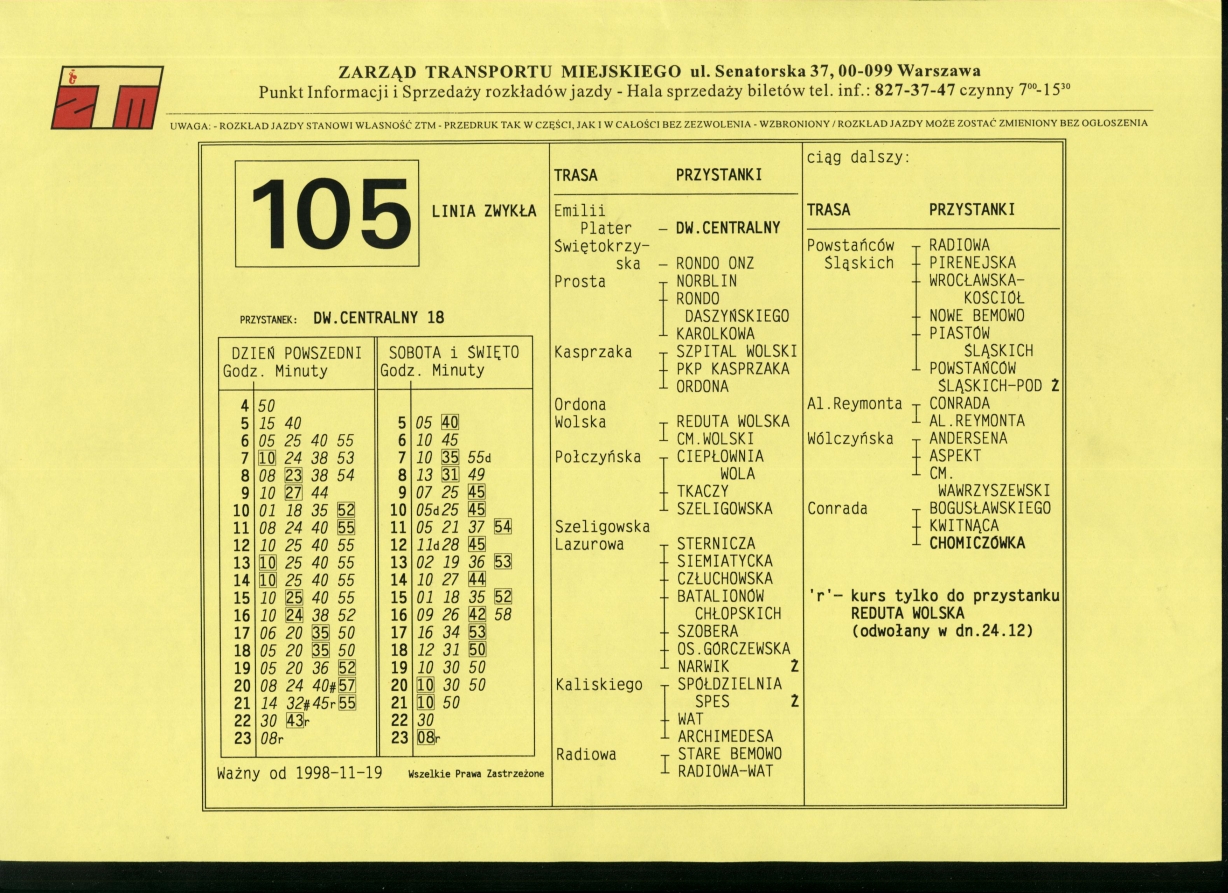 ZTM
ZARZĄD TRANSPORTU MIEJSKIEGO ul. Senatorska 37, 00-099 Warszawa
Punkt Informacji i Sprzedaży rozkładów jazdy - Hala sprzedaży biletów tel. inf.: 827-37-47 czynny 7⁰⁰-15³⁰
UWAGA: - ROZKŁAD JAZDY STANOWI WŁASNOŚĆ ZTM - PRZEDRUK TAK W CZĘŚCI, JAK I W CAŁOŚCI BEZ ZEZWOLENIA - WZBRONIONY / ROZKŁAD JAZDY MOŻE ZOSTAĆ ZMIENIONY BEZ OGŁOSZENIA
105 LINIA ZWYKŁA
PRZYSTANEK: DW.CENTRALNY 18
DZIEŃ POWSZEDNI
Godz. Minuty
4 50
5 15 40
6 05 25 40 55
7 10 24 38 53
8 08 23 38 54
9 10 27 44
10 01 18 35 52
11 08 24 40 55
12 10 25 40 55
13 10 25 40 55
14 10 25 40 55
15 10 25 40 55
16 10 24 38 52
17 06 20 35 50
18 05 20 35 50
19 05 20 36 52
20 08 24 40# 57
21 14 32# 45r 55
22 30 43r
23 08r
SOBOTA i ŚWIĘTO
Godz. Minuty
5 05 40
6 10 45
7 10 35 55d
8 13 31 49
9 07 25 45
10 05d 25 45
11 05 21 37 54
12 11d 28 45
13 02 19 36 53
14 10 27 44
15 01 18 35 52
16 09 26 42 58
17 16 34 53
18 12 31 50
19 10 30 50
20 10 30 50
21 10 50
22 30
23 08r
Ważny od 1998-11-19 Wszelkie Prawa Zastrzeżone
TRASA PRZYSTANKI
Emilii
Plater – DW.CENTRALNY
Świętokrzy-
ska – RONDO ONZ
Prosta NORBLIN
RONDO
DASZYŃSKIEGO
KAROLKOWA
Kasprzaka SZPITAL WOLSKI
PKP KASPRZAKA
ORDONA
Ordona
Wolska REDUTA WOLSKA
CM.WOLSKI
Połczyńska CIEPŁOWNIA
WOLA
TKACZY
SZELIGOWSKA
Szeligowska
Lazurowa STERNICZA
SIEMIATYCKA
CZŁUCHOWSKA
BATALIONÓW
CHŁOPSKICH
SZOBERA
OS.GÓRCZEWSKA
NARWIK Ż
Kaliskiego SPÓŁDZIELNIA
SPES Ż
WAT
ARCHIMEDESA
Radiowa STARE BEMOWO
RADIOWA-WAT
ciąg dalszy:
TRASA PRZYSTANKI
Powstańców RADIOWA
Śląskich PIRENEJSKA
WROCŁAWSKA-
KOŚCIÓŁ
NOWE BEMOWO
PIASTÓW
ŚLĄSKICH
POWSTAŃCÓW
ŚLĄSKICH-POD Ż
Al.Reymonta CONRADA
AL.REYMONTA
Wólczyńska ANDERSENA
ASPEKT
CM.
WAWRZYSZEWSKI
Conrada BOGUSŁAWSKIEGO
KWITNĄCA
CHOMICZÓWKA
'r'– kurs tylko do przystanku
REDUTA WOLSKA
(odwołany w dn.24.12)